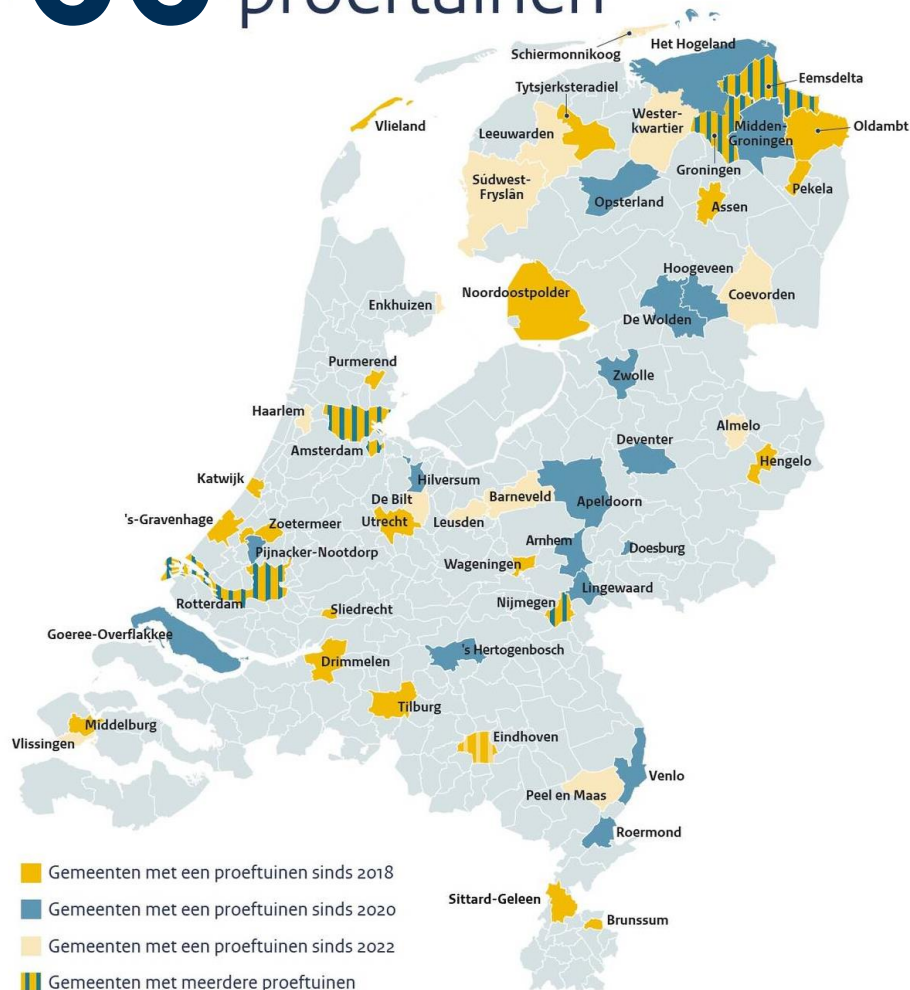 proeftuinen
Schiermonnikoog
Het Hogeland
Eemsdelta
Tytsjerksteradiel
Vlieland
Leeuwarden
Wester-
kwartier
Midden-
Groningen
Oldambt
Groningen
Súdwest-
Fryslân
Opsterland
Assen
Pekela
Hoogeveen
Noordoostpolder
Coevorden
Enkhuizen
De Wolden
Purmerend
Zwolle
Haarlem
Almelo
Deventer
Amsterdam
Hengelo
Katwijk
Hilversum
De Bilt
Barneveld
Apeldoorn
's-Gravenhage
Zoetermeer
Utrecht
Leusden
Arnhem
Doesburg
Pijnacker-Nootdorp
Wageningen
Lingewaard
Rotterdam
Sliedrecht
Nijmegen
Goeree-Overflakkee
's Hertogenbosch
Drimmelen
Tilburg
Middelburg
Vlissingen
Eindhoven
Venlo
Peel en Maas
Roermond
Gemeenten met een proeftuinen sinds 2018
Gemeenten met een proeftuinen sinds 2020
Gemeenten met een proeftuinen sinds 2022
Gemeenten met meerdere proeftuinen
Sittard-Geleen
Brunssum